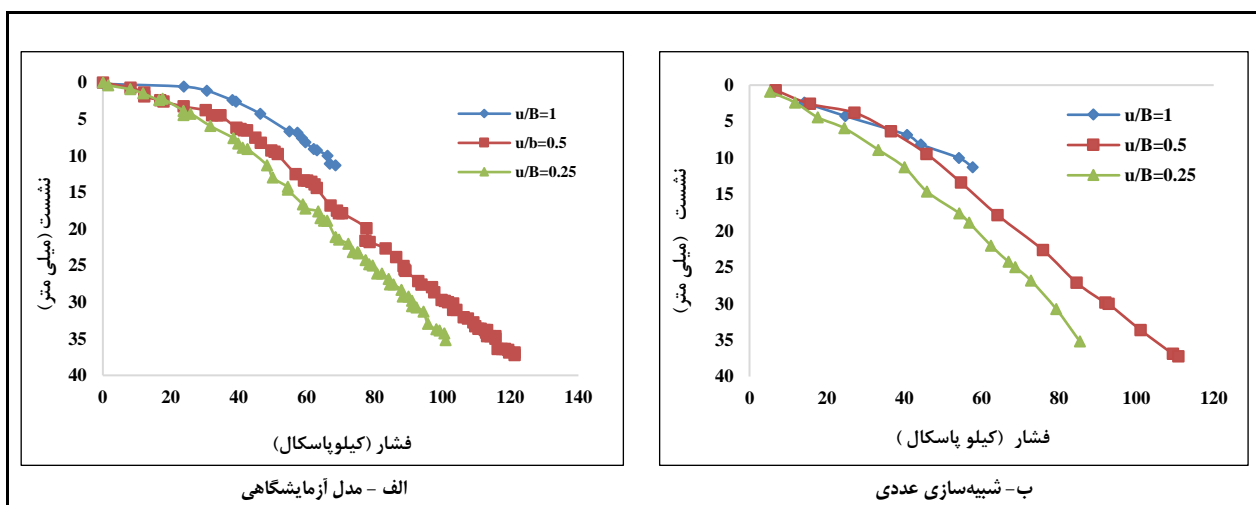 0
5
10
15
20
25
30
35
40
0 20 40 60 80 100 120 140
نشست (میلی متر)
فشار (کیلوپاسکال)
u/B=1
u/b=0.5
u/B=0.25
الف - مدل آزمایشگاهی
0
5
10
15
20
25
30
35
40
0 20 40 60 80 100 120
نشست (میلی متر)
فشار (کیلو پاسکال )
u/B=1
u/B=0.5
u/B=0.25
ب- شبیه‌سازی عددی